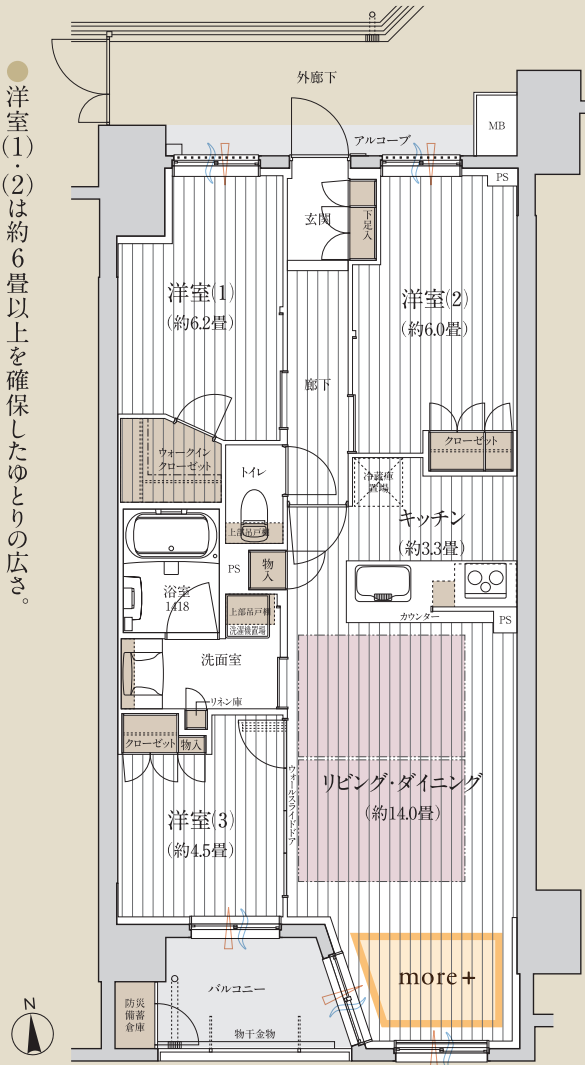 ●洋室(1)・(2)は約6畳以上を確保したゆとりの広さ。
外廊下
アルコーブ
MB
PS
玄関
下足入
洋室(1)
(約6.2畳)
洋室(2)
(約6.0畳)
廊下
ウォークイン
クローゼット
クローゼット
トイレ
冷蔵庫
置場
上部吊戸棚
キッチン
(約3.3畳)
PS
物入
浴室
1418
上部吊戸棚
洗濯機置場
カウンター
PS
洗面室
リネン庫
クローゼット
物入
ウォールスライドドア
リビング・ダイニング
(約14.0畳)
洋室(3)
(約4.5畳)
more+
バルコニー
防災
備蓄
倉庫
物干金物
N